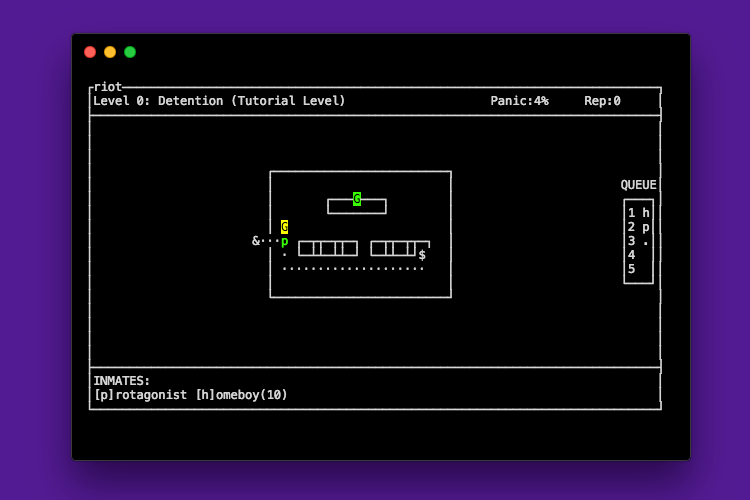 riot
Level 0: Detention (Tutorial Level) Panic:4% Rep:0
QUEUE
G
1 h
G
2 p
&···p
3 .
$
4
5
INMATES:
[p]rotagonist [h]omeboy(10)